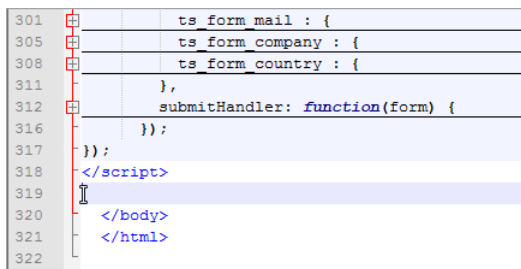 301 ts_form_mail : {
305 ts_form_company : {
308 ts_form_country : {
311 },
312 submitHandler: function(form) {
316 });
317 });
318 </script>
319
320 </body>
321 </html>
322